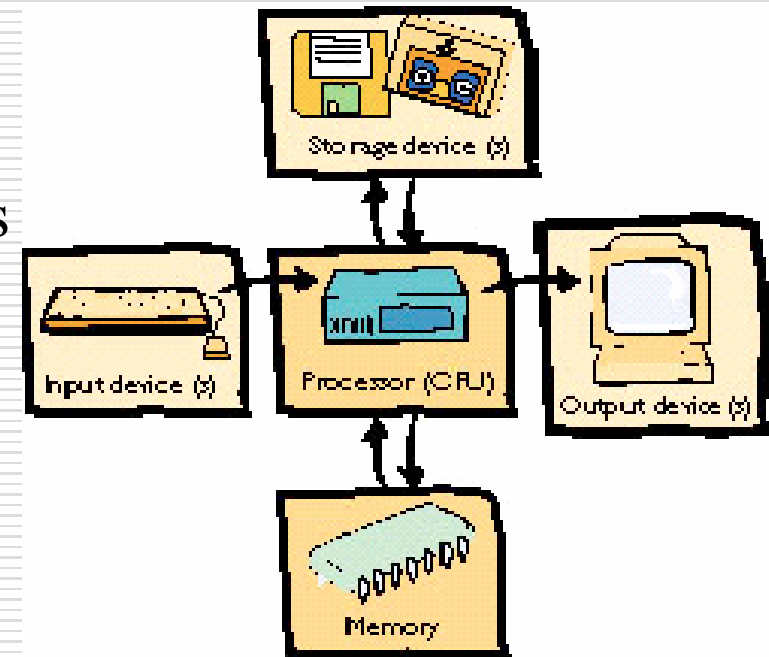 Storage device (s)
s
Input device (s)
Processor (CPU)
Output device (s)
Memory